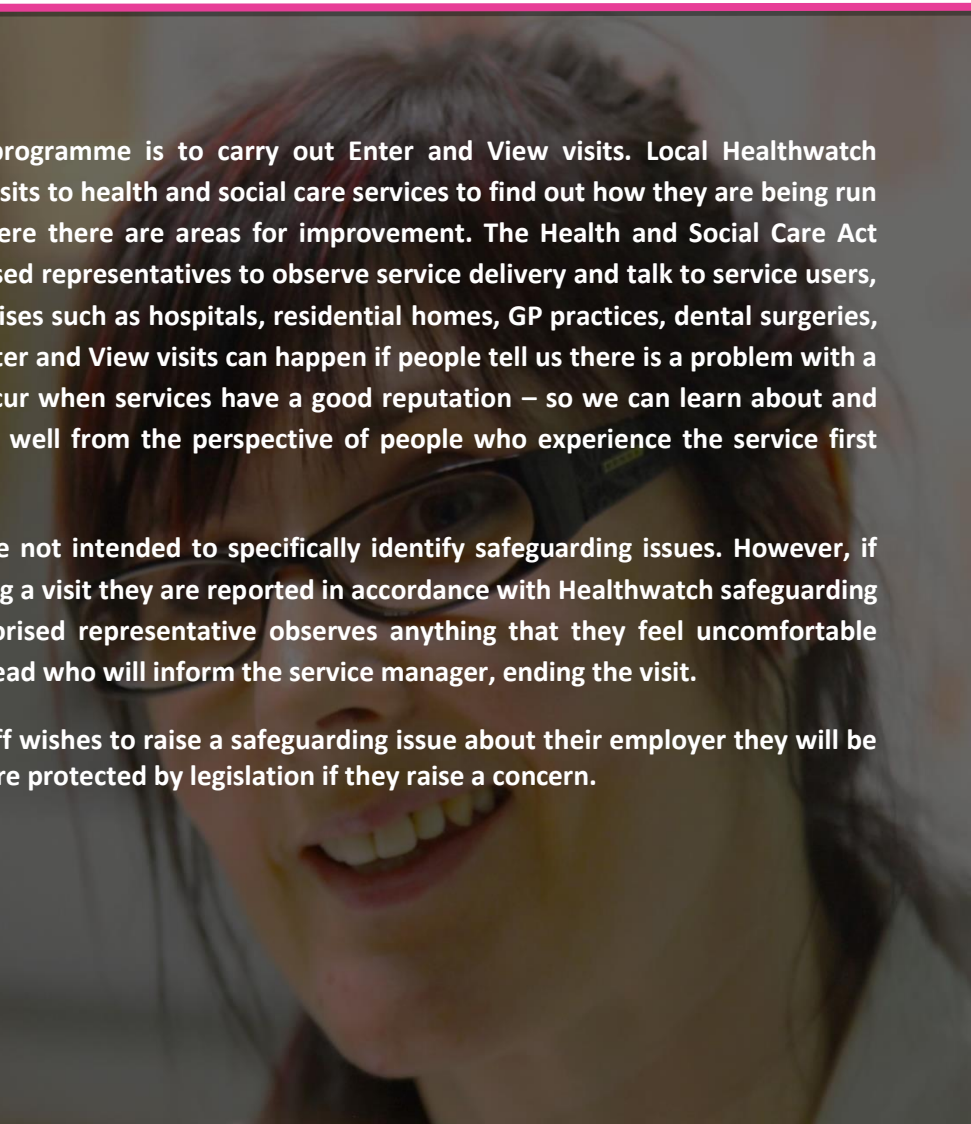 programme is to carry out Enter and View visits. Local Healthwatch
sits to health and social care services to find out how they are being run
ere there are areas for improvement. The Health and Social Care Act
sed representatives to observe service delivery and talk to service users,
ises such as hospitals, residential homes, GP practices, dental surgeries,
ter and View visits can happen if people tell us there is a problem with a
cur when services have a good reputation – so we can learn about and
well from the perspective of people who experience the service first
e not intended to specifically identify safeguarding issues. However, if
g a visit they are reported in accordance with Healthwatch safeguarding
orised representative observes anything that they feel uncomfortable
ead who will inform the service manager, ending the visit.
ff wishes to raise a safeguarding issue about their employer they will be
re protected by legislation if they raise a concern.